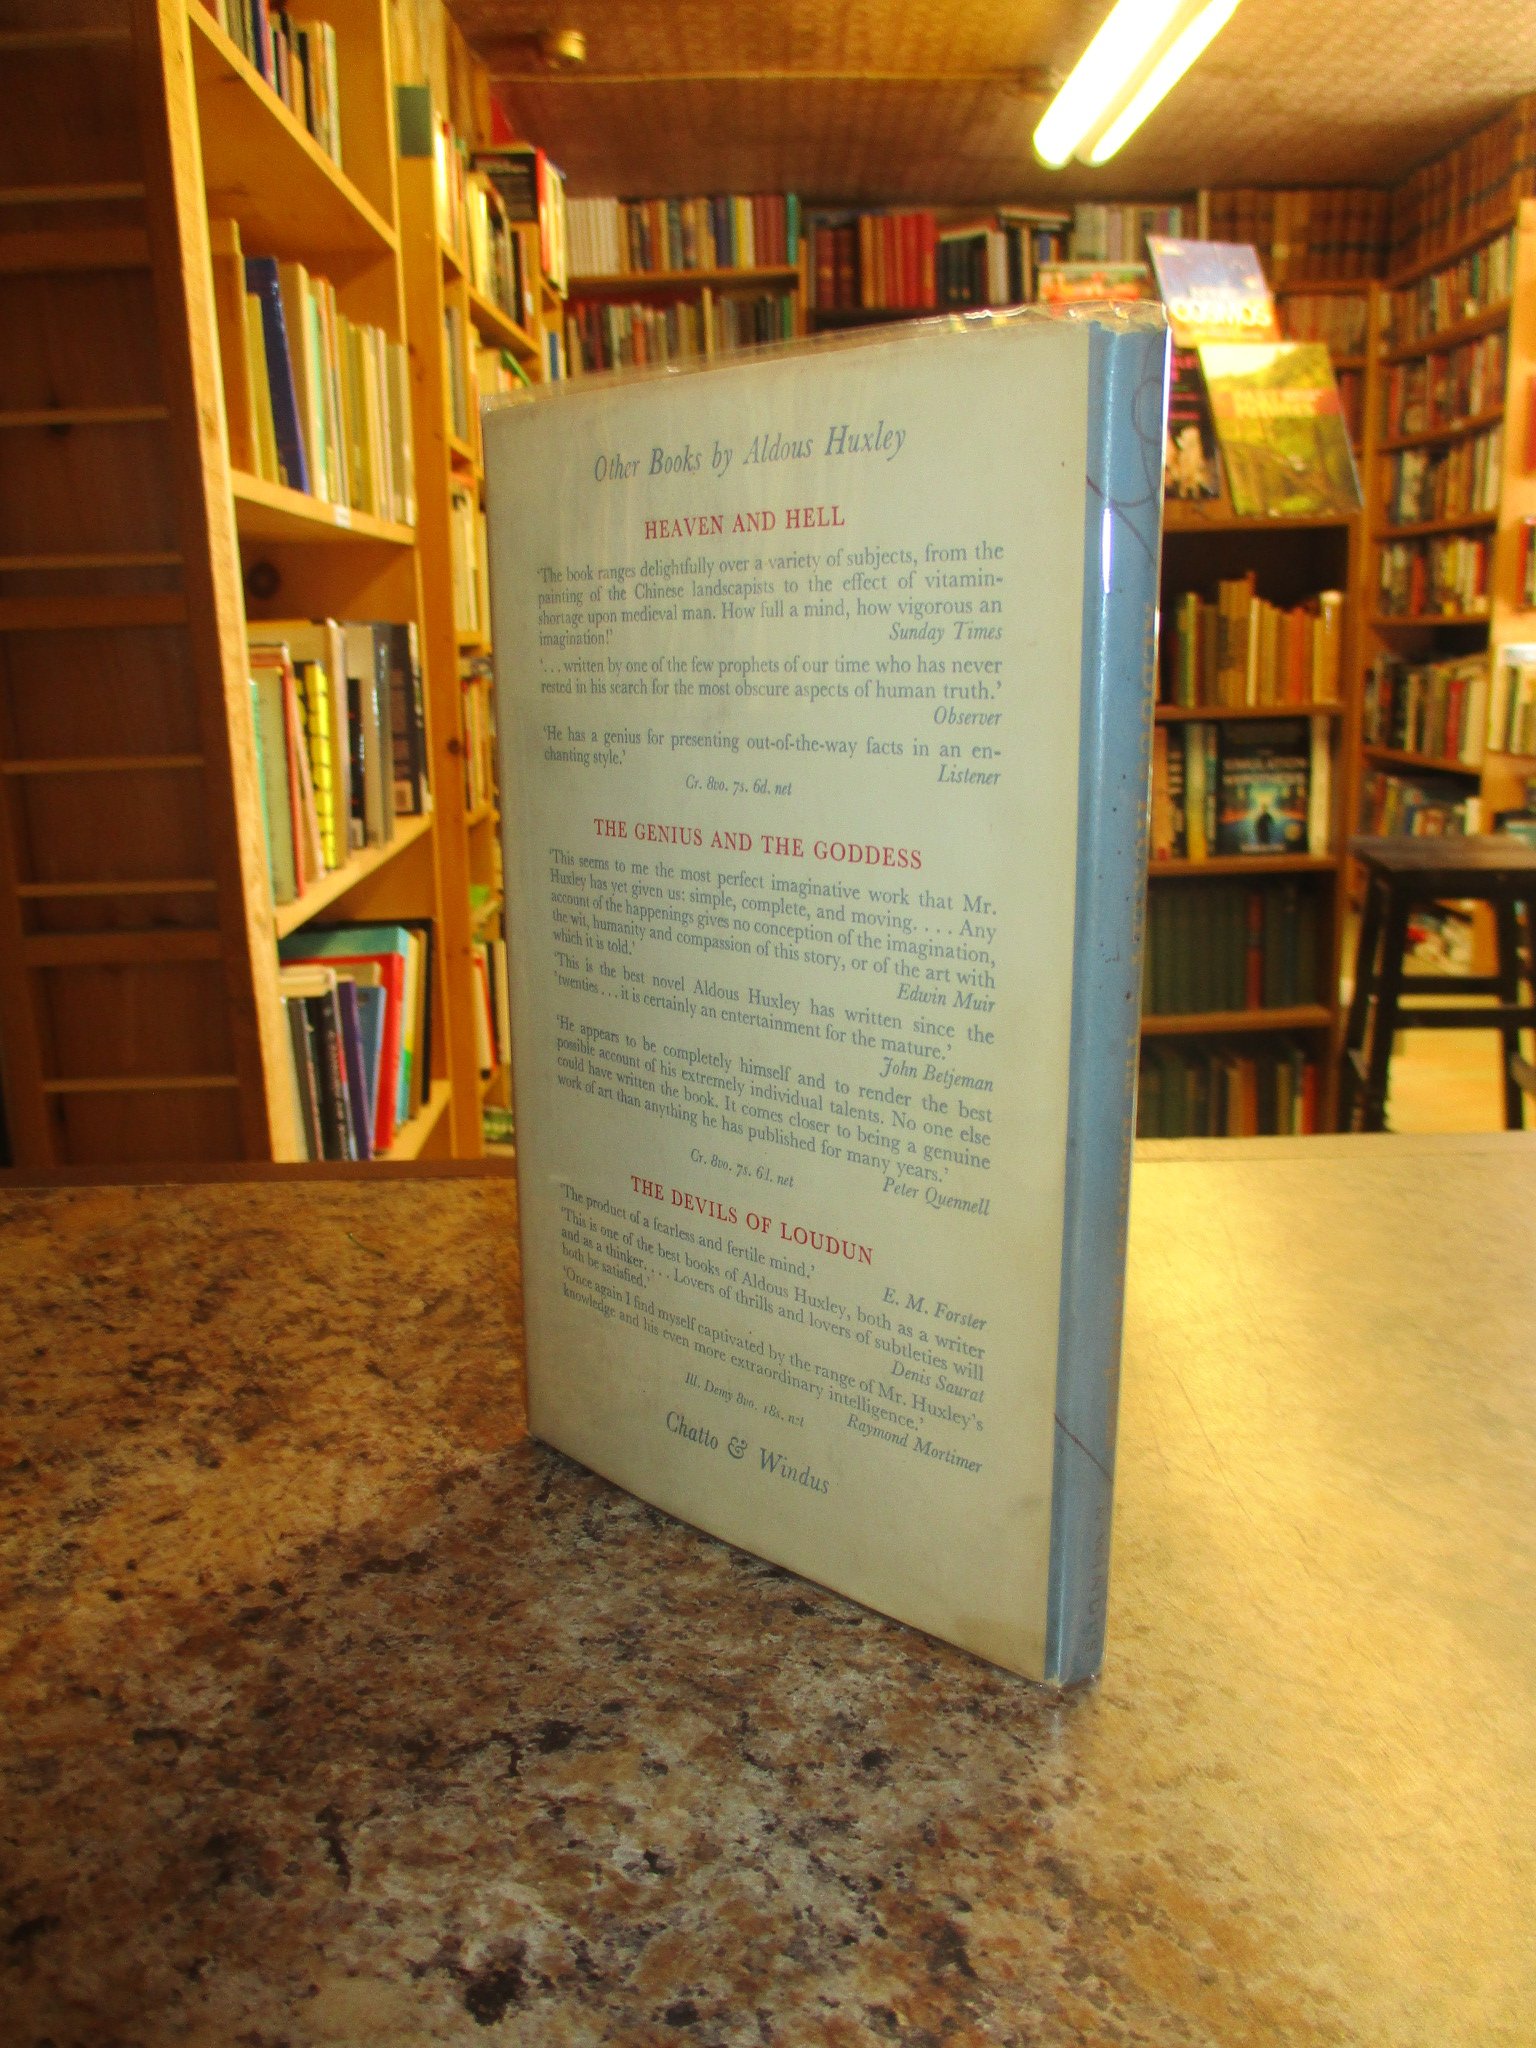 Other Books by Aldous Huxley
HEAVEN AND HELL
'The book ranges delightfully over a variety of subjects, from the
painting of the Chinese landscapists to the effect of vitamin-
shortage upon medieval man. How full a mind, how vigorous an
imagination!' Sunday Times
'... written by one of the few prophets of our time who has never
rested in his search for the most obscure aspects of human truth.'
Observer
'He has a genius for presenting out-of-the-way facts in an en-
chanting style.' Listener
Cr. 8vo. 7s. 6d. net
THE GENIUS AND THE GODDESS
'This seems to me the most perfect imaginative work that Mr.
Huxley has yet given us: simple, complete, and moving. . . . Any
account of the happenings gives no conception of the imagination,
the wit, humanity and compassion of this story, or of the art with
which it is told.' Edwin Muir
'This is the best novel Aldous Huxley has written since the
'twenties ... it is certainly an entertainment for the mature.'
John Betjeman
'He appears to be completely himself and to render the best
possible account of his extremely individual talents. No one else
could have written the book. It comes closer to being a genuine
work of art than anything he has published for many years.'
Peter Quennell
Cr. 8vo. 7s. 6d. net
THE DEVILS OF LOUDUN
'The product of a fearless and fertile mind.'
E. M. Forster
'This is one of the best books of Aldous Huxley, both as a writer
and as a thinker. . . . Lovers of thrills and lovers of subtleties will
both be satisfied.' Denis Saurat
'Once again I find myself captivated by the range of Mr. Huxley's
knowledge and his even more extraordinary intelligence.'
Raymond Mortimer
Ill. Demy 8vo. 18s. net
Chatto & Windus
COSMOS